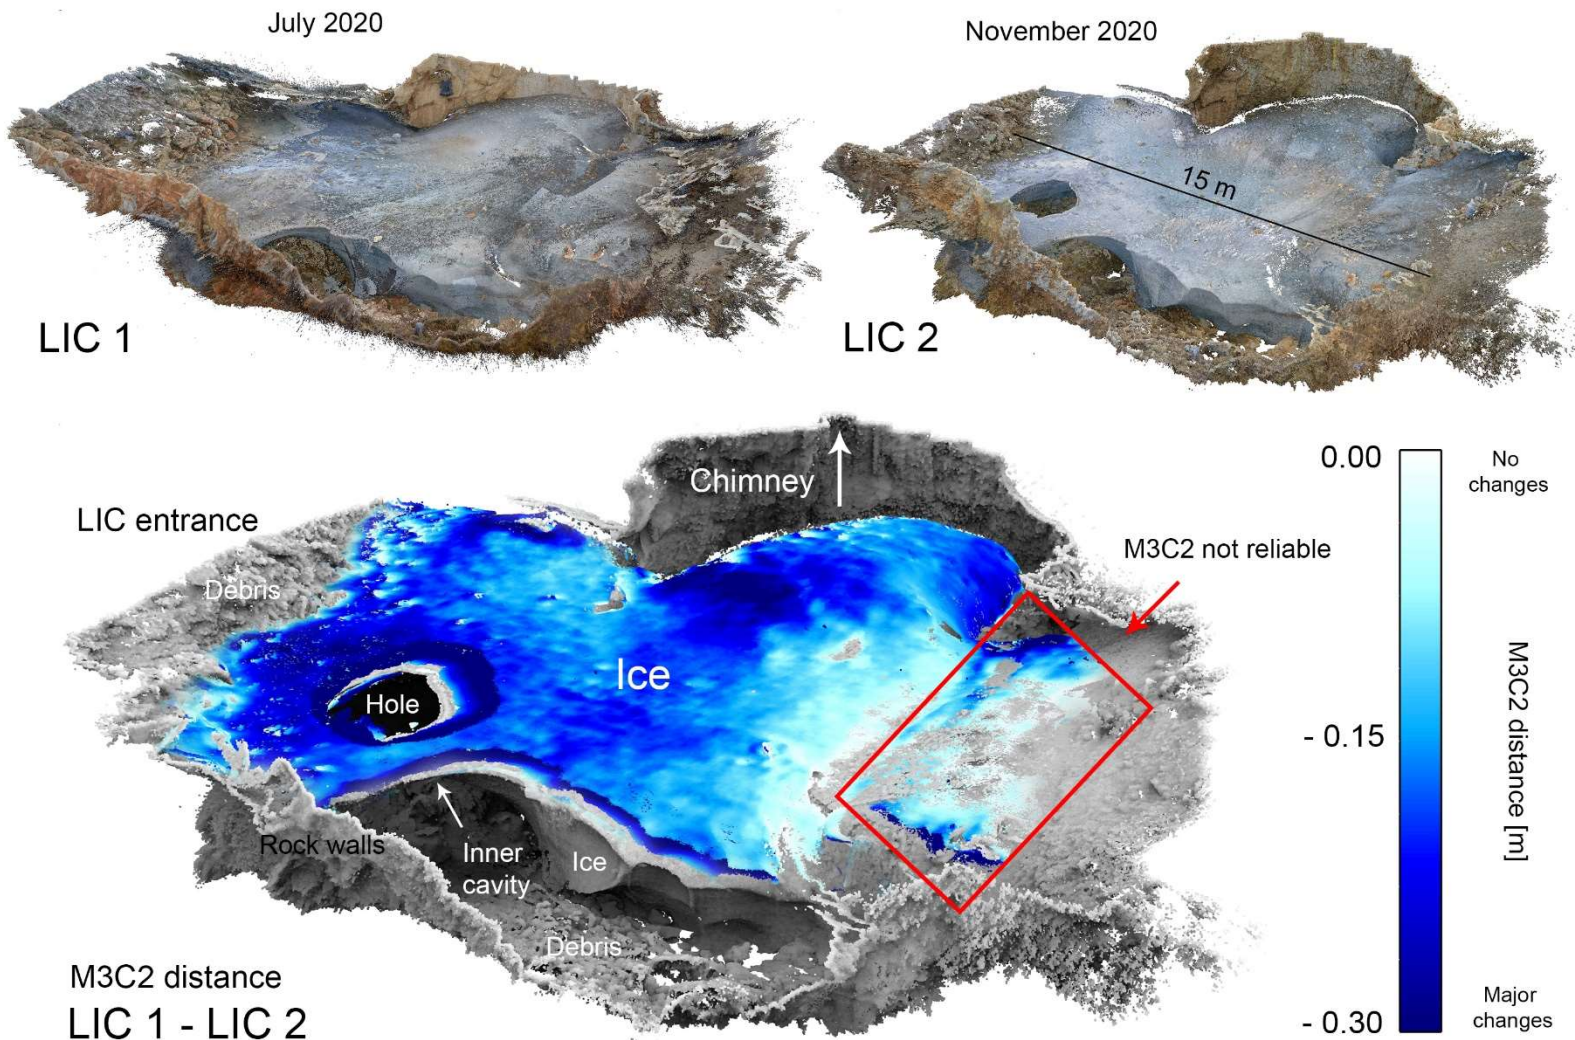 July 2020
November 2020
15 m
LIC 1
LIC 2
0.00
No
changes
Chimney
LIC entrance
M3C2 not reliable
Debris
Ice
Hole
- 0.15
M3C2 distance [m]
Rock walls
Inner
cavity
Ice
Debris
M3C2 distance
LIC 1 - LIC 2
- 0.30
Major
changes